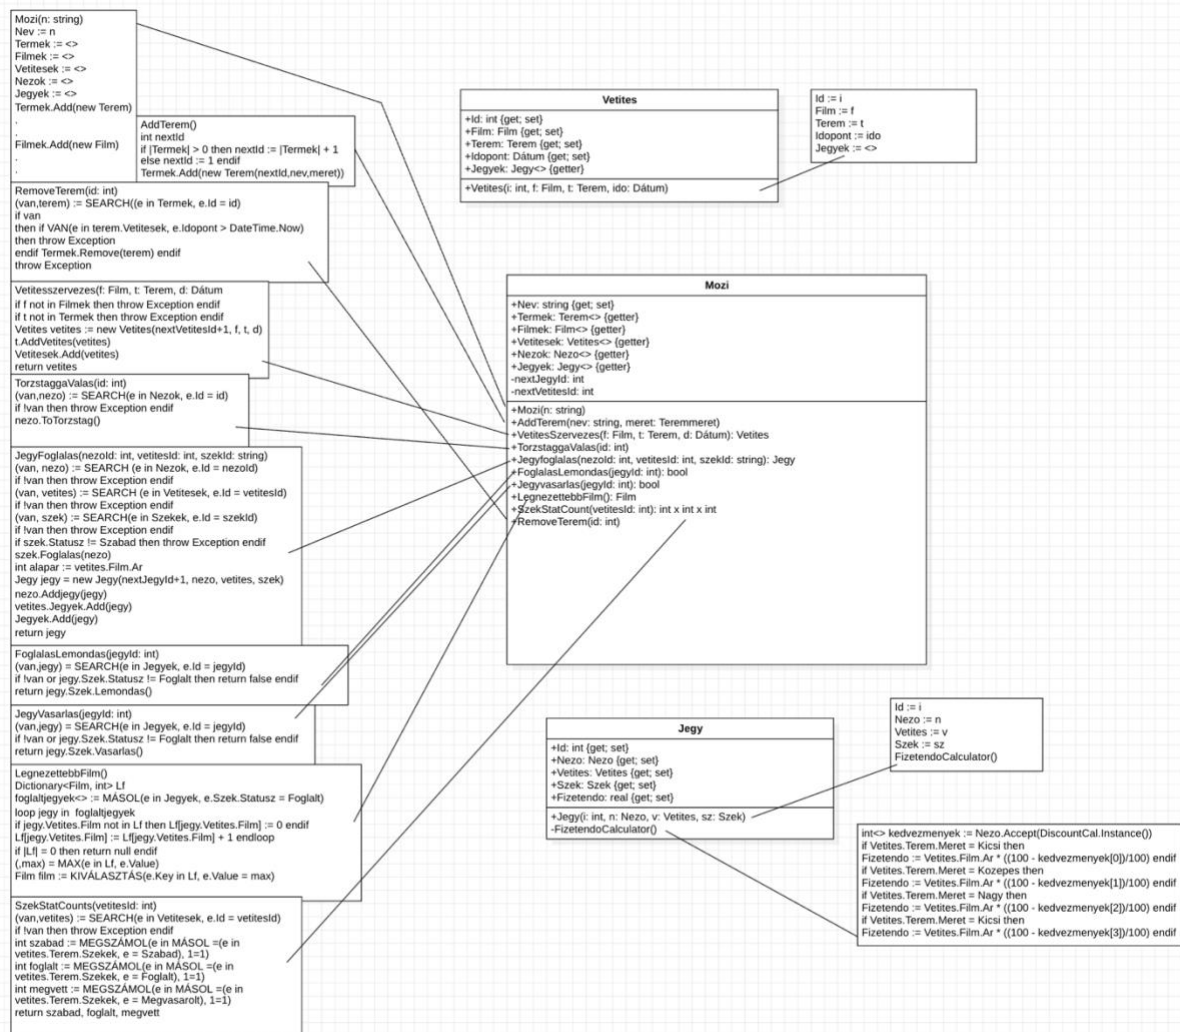 Mozi(n: string)
Nev := n
Termek := <>
Filmek := <>
Vetitesek := <>
Nezok := <>
Jegyek := <>
Termek.Add(new Terem)
.
.
Filmek.Add(new Film)
.
.
AddTerem()
int nextId
if |Termek| > 0 then nextId := |Termek| + 1
else nextId := 1 endif
Termek.Add(new Terem(nextId,nev,meret))
RemoveTerem(id: int)
(van,terem) := SEARCH((e in Termek, e.Id = id)
if van
then if VAN(e in terem.Vetitesek, e.Idopont > DateTime.Now)
then throw Exception
endif Termek.Remove(terem) endif
throw Exception
Vetitesszervezes(f: Film, t: Terem, d: Dátum
if f not in Filmek then throw Exception endif
if t not in Termek then throw Exception endif
Vetites vetites := new Vetites(nextVetitesId+1, f, t, d)
t.AddVetites(vetites)
Vetitesek.Add(vetites)
return vetites
TorzstaggaValas(id: int)
(van,nezo) := SEARCH(e in Nezok, e.Id = id)
if !van then throw Exception endif
nezo.ToTorzstag()
JegyFoglalas(nezoId: int, vetitesId: int, szekId: string)
(van, nezo) := SEARCH (e in Nezok, e.Id = nezoId)
if !van then throw Exception endif
(van, vetites) := SEARCH (e in Vetitesek, e.Id = vetitesId)
if !van then throw Exception endif
(van, szek) := SEARCH(e in Szekek, e.Id = szekId)
if !van then throw Exception endif
if szek.Statusz != Szabad then throw Exception endif
szek.Foglalas(nezo)
int alapar := vetites.Film.Ar
Jegy jegy = new Jegy(nextJegyId+1, nezo, vetites, szek)
nezo.Addjegy(jegy)
vetites.Jegyek.Add(jegy)
Jegyek.Add(jegy)
return jegy
FoglalasLemondas(jegyId: int)
(van,jegy) = SEARCH(e in Jegyek, e.Id = jegyId)
if !van or jegy.Szek.Statusz != Foglalt then return false endif
return jegy.Szek.Lemondas()
JegyVasarlas(jegyId: int)
(van,jegy) = SEARCH(e in Jegyek, e.Id = jegyId)
if !van or jegy.Szek.Statusz != Foglalt then return false endif
return jegy.Szek.Vasarlas()
LegnezettebbFilm()
Dictionary<Film, int> Lf
foglaltjegyek<> := MÁSOL(e in Jegyek, e.Szek.Statusz = Foglalt)
loop jegy in foglaltjegyek
if jegy.Vetites.Film not in Lf then Lf[jegy.Vetites.Film] := 0 endif
Lf[jegy.Vetites.Film] := Lf[jegy.Vetites.Film] + 1 endloop
if |Lf| = 0 then return null endif
(,max) = MAX(e in Lf, e.Value)
Film film := KIVÁLASZTÁS(e.Key in Lf, e.Value = max)
SzekStatCounts(vetitesId: int)
(van,vetites) := SEARCH(e in Vetitesek, e.Id = vetitesId)
if !van then throw Exception endif
int szabad := MEGSZÁMOL(e in MÁSOL =(e in
vetites.Terem.Szekek, e = Szabad), 1=1)
int foglalt := MEGSZÁMOL(e in MÁSOL =(e in
vetites.Terem.Szekek, e = Foglalt), 1=1)
int megvett := MEGSZÁMOL(e in MÁSOL =(e in
vetites.Terem.Szekek, e = Megvasarolt), 1=1)
return szabad, foglalt, megvett
Vetites
+Id: int {get; set}
+Film: Film {get; set}
+Terem: Terem {get; set}
+Idopont: Dátum {get; set}
+Jegyek: Jegy<> {getter}
+Vetites(i: int, f: Film, t: Terem, ido: Dátum)
Id := i
Film := f
Terem := t
Idopont := ido
Jegyek := <>
Mozi
+Nev: string {get; set}
+Termek: Terem<> {getter}
+Filmek: Film<> {getter}
+Vetitesek: Vetites<> {getter}
+Nezok: Nezo<> {getter}
+Jegyek: Jegy<> {getter}
-nextJegyId: int
-nextVetitesId: int
+Mozi(n: string)
+AddTerem(nev: string, meret: Teremmeret)
+VetitesSzervezes(f: Film, t: Terem, d: Dátum): Vetites
+TorzstaggaValas(id: int)
+Jegyfoglalas(nezoId: int, vetitesId: int, szekId: string): Jegy
+FoglalasLemondas(jegyId: int): bool
+Jegyvasarlas(jegyId: int): bool
+LegnezettebbFilm(): Film
+SzekStatCount(vetitesId: int): int x int x int
+RemoveTerem(id: int)
Jegy
+Id: int {get; set}
+Nezo: Nezo {get; set}
+Vetites: Vetites {get; set}
+Szek: Szek {get; set}
+Fizetendo: real {get; set}
+Jegy(i: int, n: Nezo, v: Vetites, sz: Szek)
-FizetendoCalculator()
Id := i
Nezo := n
Vetites := v
Szek := sz
FizetendoCalculator()
int<> kedvezmenyek := Nezo.Accept(DiscountCal.Instance())
if Vetites.Terem.Meret = Kicsi then
Fizetendo := Vetites.Film.Ar * ((100 - kedvezmenyek[0])/100) endif
if Vetites.Terem.Meret = Kozepes then
Fizetendo := Vetites.Film.Ar * ((100 - kedvezmenyek[1])/100) endif
if Vetites.Terem.Meret = Nagy then
Fizetendo := Vetites.Film.Ar * ((100 - kedvezmenyek[2])/100) endif
if Vetites.Terem.Meret = Kicsi then
Fizetendo := Vetites.Film.Ar * ((100 - kedvezmenyek[3])/100) endif